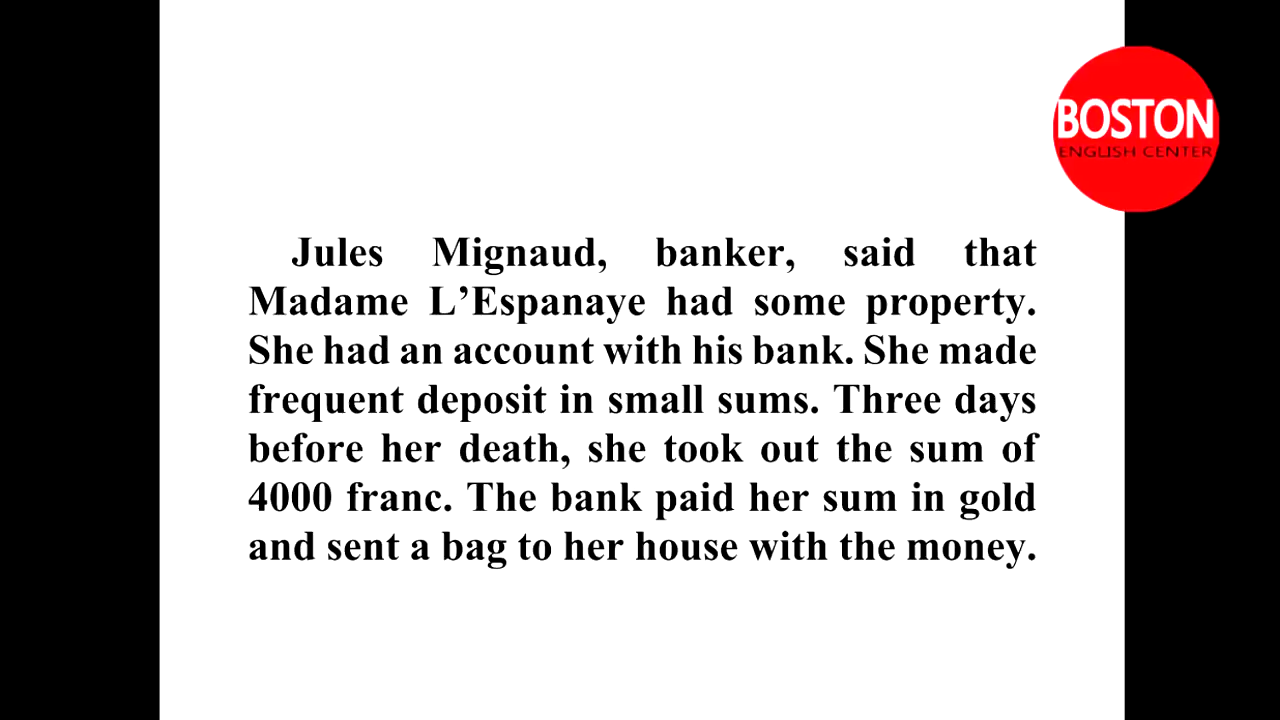 BOSTON
ENGLISH CENTER
Jules Mignaud, banker, said that
Madame L’Espanaye had some property.
She had an account with his bank. She made
frequent deposit in small sums. Three days
before her death, she took out the sum of
4000 franc. The bank paid her sum in gold
and sent a bag to her house with the money.